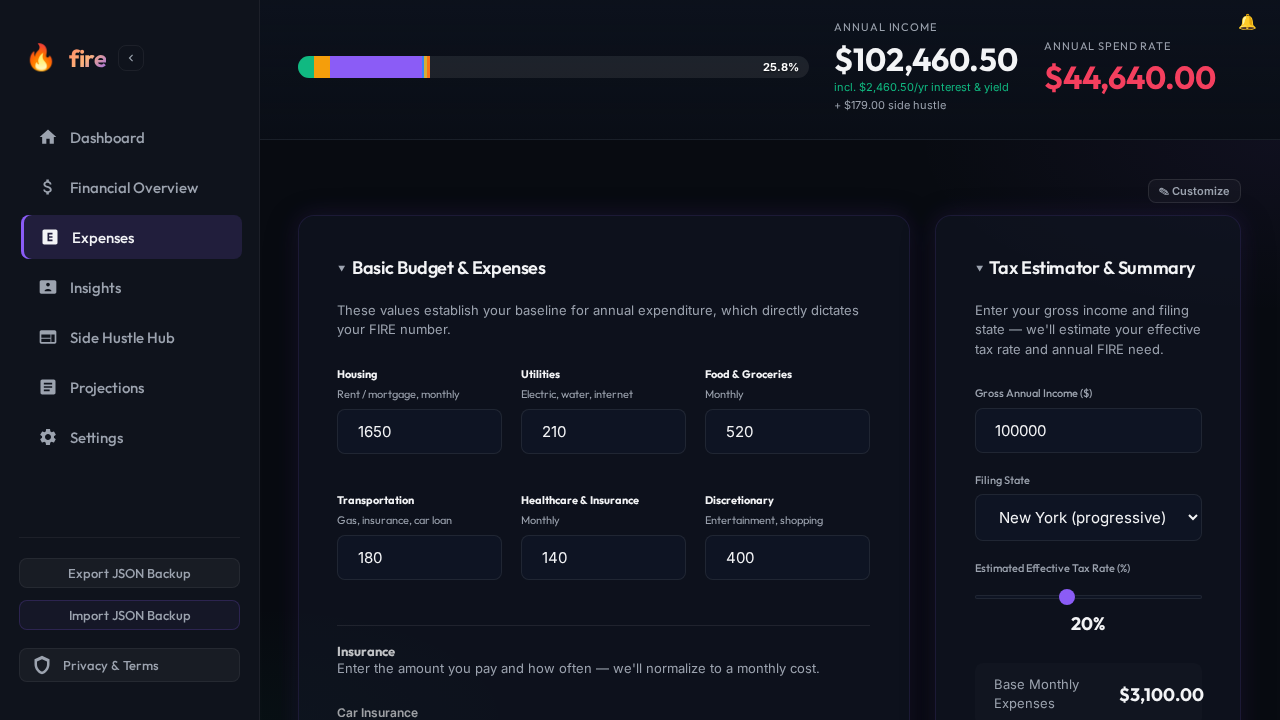 fire
Dashboard
Financial Overview
Expenses
Insights
Side Hustle Hub
Projections
Settings
Export JSON Backup
Import JSON Backup
Privacy & Terms
25.8%
ANNUAL INCOME
$102,460.50
incl. $2,460.50/yr interest & yield
+ $179.00 side hustle
ANNUAL SPEND RATE
$44,640.00
✎ Customize
Basic Budget & Expenses
These values establish your baseline for annual expenditure, which directly dictates
your FIRE number.
Housing
Rent / mortgage, monthly
1650
Utilities
Electric, water, internet
210
Food & Groceries
Monthly
520
Transportation
Gas, insurance, car loan
180
Healthcare & Insurance
Monthly
140
Discretionary
Entertainment, shopping
400
Insurance
Enter the amount you pay and how often — we'll normalize to a monthly cost.
Car Insurance
Tax Estimator & Summary
Enter your gross income and filing
state — we'll estimate your effective
tax rate and annual FIRE need.
Gross Annual Income ($)
100000
Filing State
New York (progressive)
Estimated Effective Tax Rate (%)
20%
Base Monthly
Expenses
$3,100.00